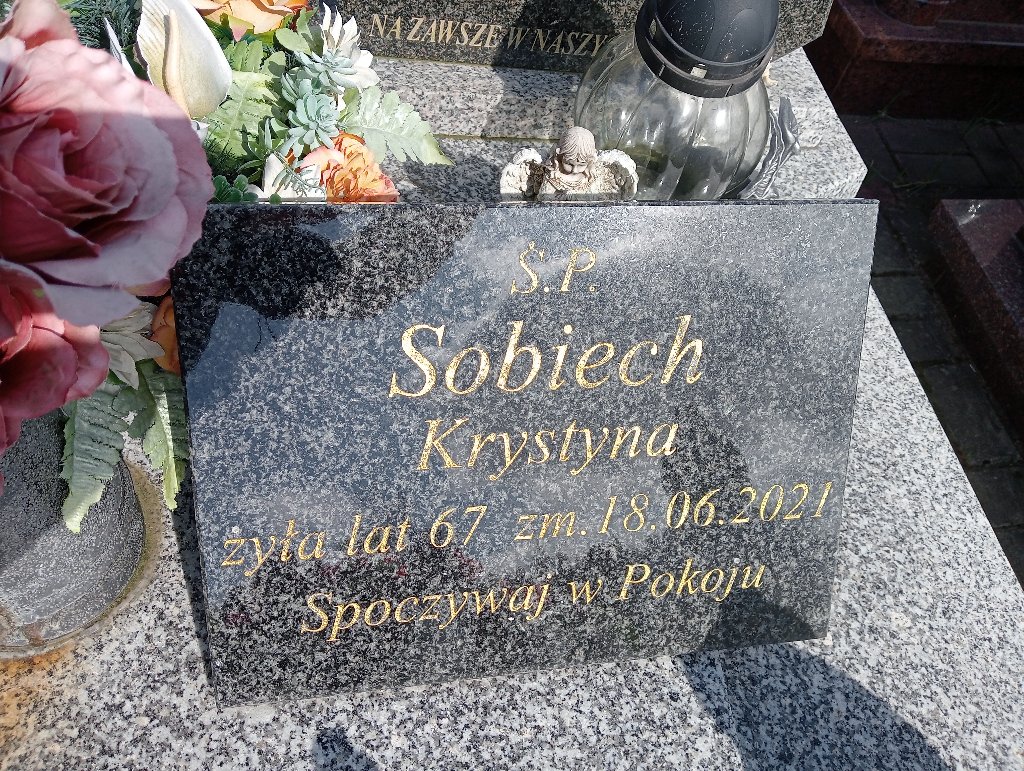 NA ZAWSZE W NASZY
Ś.P.
Sobiech
Krystyna
żyła lat 67 zm.18.06.2021
Spoczywaj w Pokoju